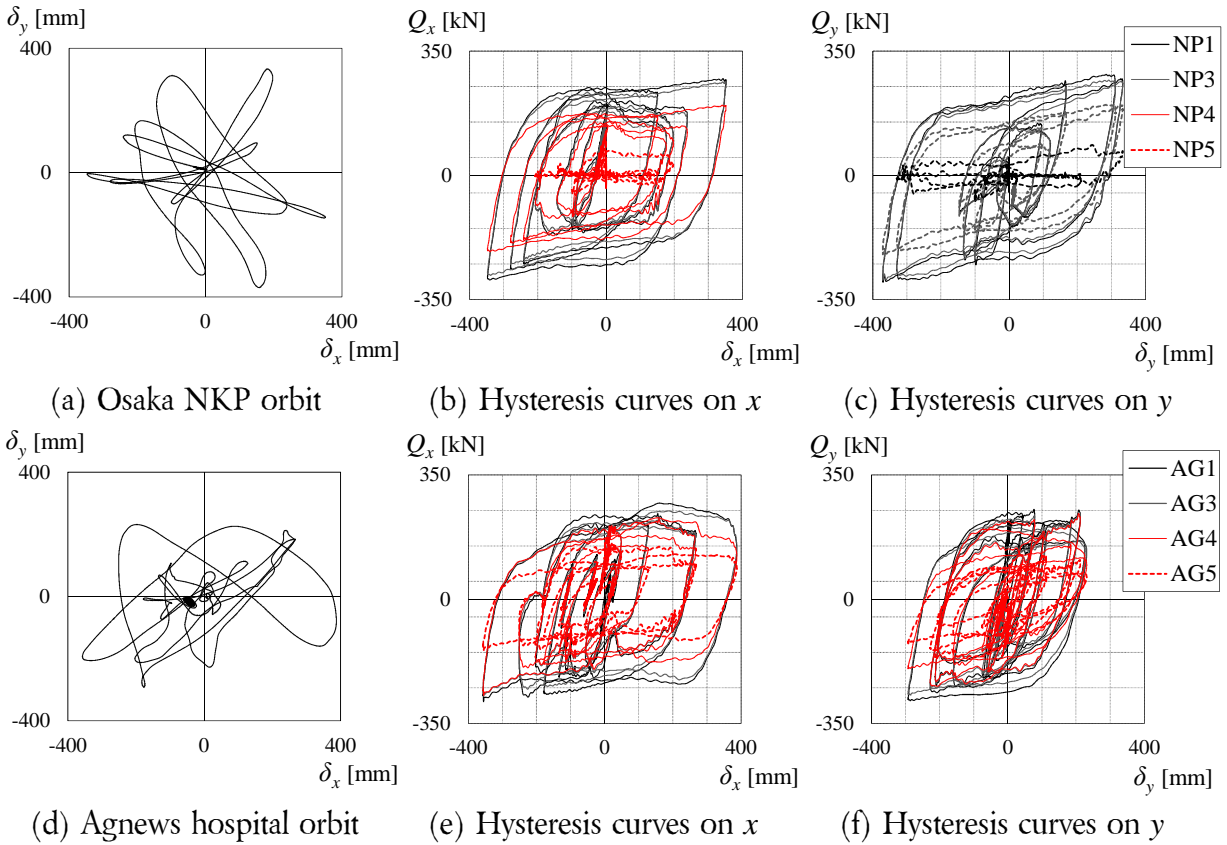 δy [mm]
400
0
-400
-400
0
400
δx [mm]
(a) Osaka NKP orbit
Qx [kN]
350
0
-350
-400
0
400
δx [mm]
(b) Hysteresis curves on x
Qy [kN]
350
0
-350
-400
0
400
δy [mm]
(c) Hysteresis curves on y
NP1
NP3
NP4
NP5
δy [mm]
400
0
-400
-400
0
400
δx [mm]
(d) Agnews hospital orbit
Qx [kN]
350
0
-350
-400
0
400
δx [mm]
(e) Hysteresis curves on x
Qy [kN]
350
0
-350
-400
0
400
δy [mm]
(f) Hysteresis curves on y
AG1
AG3
AG4
AG5